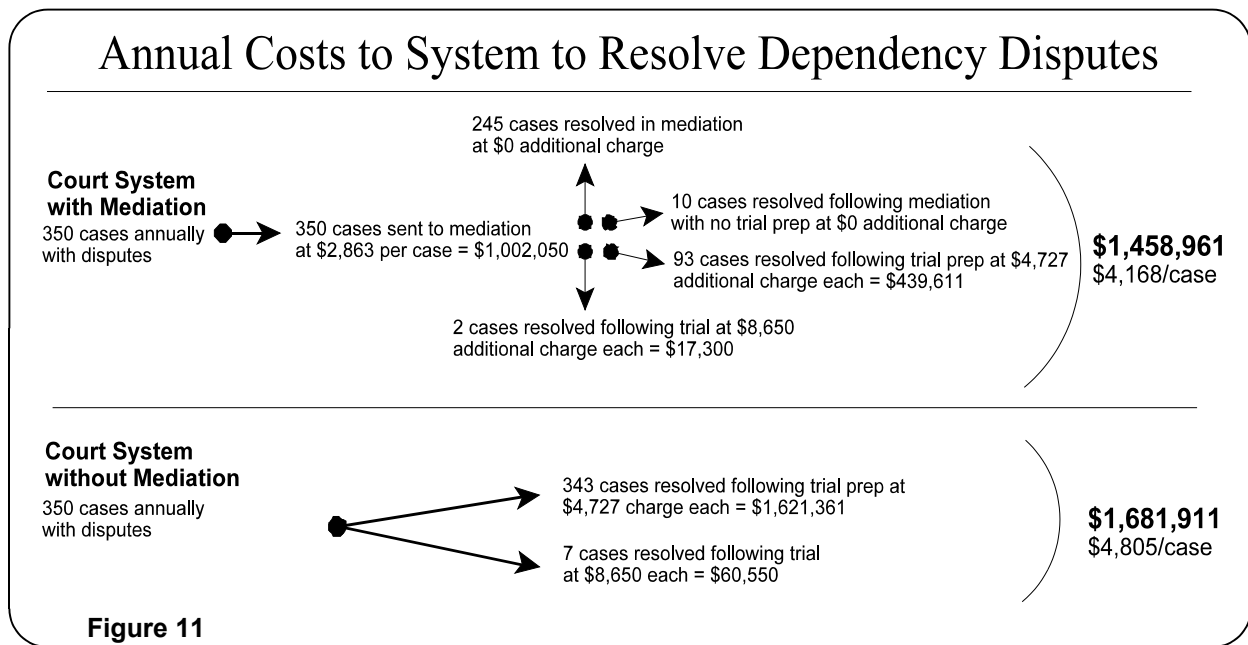 Annual Costs to System to Resolve Dependency Disputes
245 cases resolved in mediation
at $0 additional charge
Court System
with Mediation
350 cases annually
with disputes
350 cases sent to mediation
at $2,863 per case = $1,002,050
10 cases resolved following mediation
with no trial prep at $0 additional charge
93 cases resolved following trial prep at $4,727
additional charge each = $439,611
2 cases resolved following trial at $8,650
additional charge each = $17,300
$1,458,961
$4,168/case
Court System
without Mediation
350 cases annually
with disputes
343 cases resolved following trial prep at
$4,727 charge each = $1,621,361
7 cases resolved following trial
at $8,650 each = $60,550
$1,681,911
$4,805/case
Figure 11